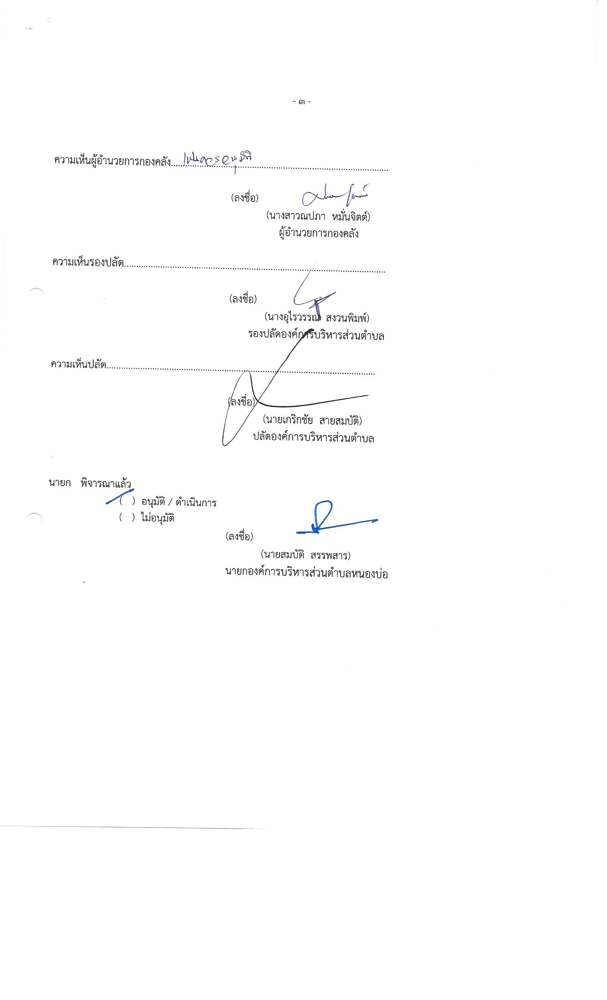 - ๓ -
ความเห็นผู้อำนวยการกองคลัง..........เห็นควรอนุมัติ..........
(ลงชื่อ)
(นางสาวณปภา หมั่นจิตต์)
ผู้อำนวยการกองคลัง
ความเห็นรองปลัด..........
(ลงชื่อ)
(นางอุไรวรรณ สงวนพิมพ์)
รองปลัดองค์การบริหารส่วนตำบล
ความเห็นปลัด..........
(ลงชื่อ)
(นายเกริกชัย สายสมบัติ)
ปลัดองค์การบริหารส่วนตำบล
นายก พิจารณาแล้ว
( ) อนุมัติ / ดำเนินการ
( ) ไม่อนุมัติ
(ลงชื่อ)
(นายสมบัติ สรรพสาร)
นายกองค์การบริหารส่วนตำบลหนองบ่อ